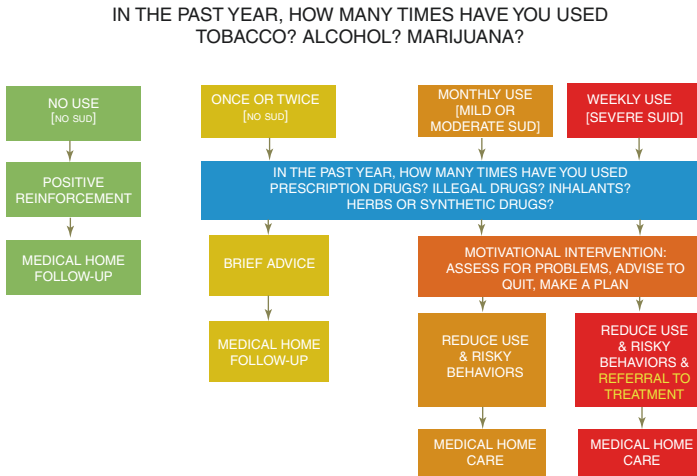 IN THE PAST YEAR, HOW MANY TIMES HAVE YOU USED
TOBACCO? ALCOHOL? MARIJUANA?
NO USE
[NO SUD]
ONCE OR TWICE
[NO SUD]
MONTHLY USE
[MILD OR
MODERATE SUD]
WEEKLY USE
[SEVERE SUID]
POSITIVE
REINFORCEMENT
IN THE PAST YEAR, HOW MANY TIMES HAVE YOU USED
PRESCRIPTION DRUGS? ILLEGAL DRUGS? INHALANTS?
HERBS OR SYNTHETIC DRUGS?
MEDICAL HOME
FOLLOW-UP
BRIEF ADVICE
MOTIVATIONAL INTERVENTION:
ASSESS FOR PROBLEMS, ADVISE TO
QUIT, MAKE A PLAN
MEDICAL HOME
FOLLOW-UP
REDUCE USE
& RISKY
BEHAVIORS
REDUCE USE
& RISKY
BEHAVIORS &
REFERRAL TO
TREATMENT
MEDICAL HOME
CARE
MEDICAL HOME
CARE